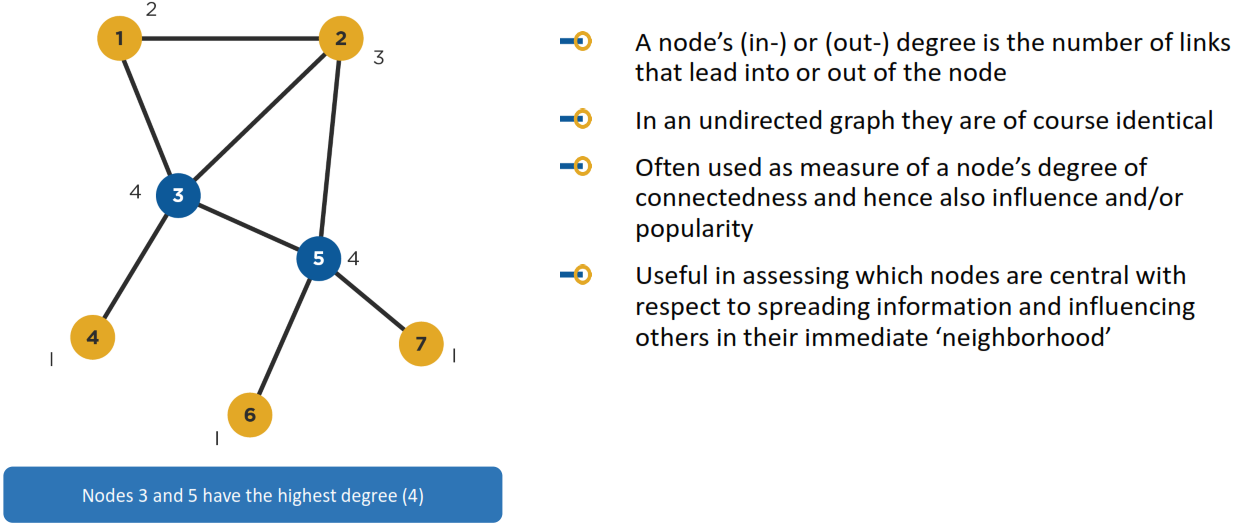 2
1
2
3
A node's (in-) or (out-) degree is the number of links
that lead into or out of the node
In an undirected graph they are of course identical
Often used as measure of a node's degree of
connectedness and hence also influence and/or
popularity
Useful in assessing which nodes are central with
respect to spreading information and influencing
others in their immediate ‘neighborhood’
4
3
5
4
4
7
I
I
6
I
Nodes 3 and 5 have the highest degree (4)